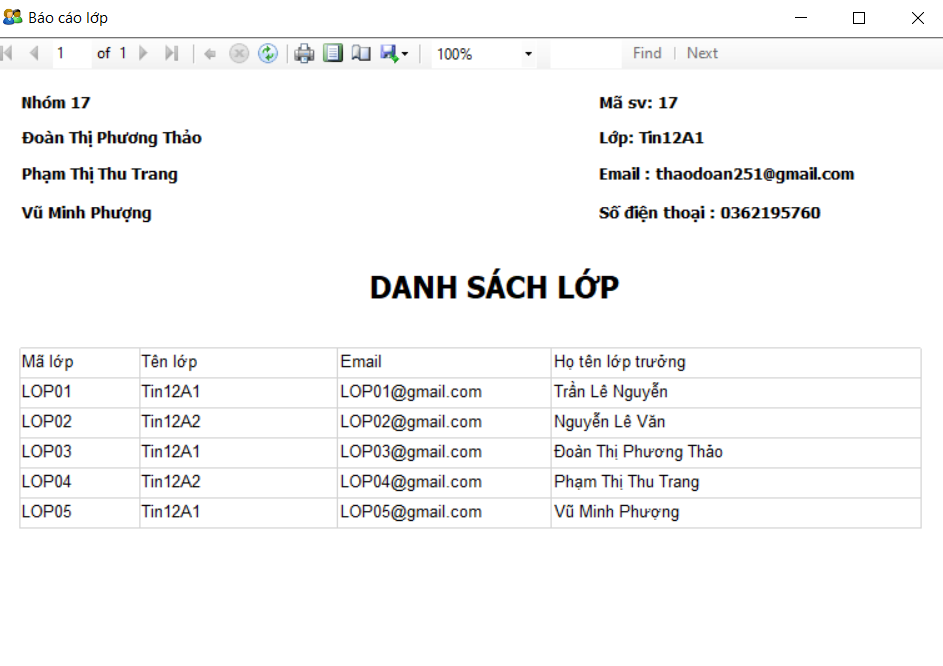 Báo cáo lớp
1 of 1 100% Find Next
Nhóm 17 Mã sv: 17
Đoàn Thị Phương Thảo Lớp: Tin12A1
Phạm Thị Thu Trang Email : thaodoan251@gmail.com
Vũ Minh Phượng Số điện thoại : 0362195760
DANH SÁCH LỚP
Mã lớp Tên lớp Email Họ tên lớp trưởng
LOP01 Tin12A1 LOP01@gmail.com Trần Lê Nguyễn
LOP02 Tin12A2 LOP02@gmail.com Nguyễn Lê Văn
LOP03 Tin12A1 LOP03@gmail.com Đoàn Thị Phương Thảo
LOP04 Tin12A2 LOP04@gmail.com Phạm Thị Thu Trang
LOP05 Tin12A1 LOP05@gmail.com Vũ Minh Phượng